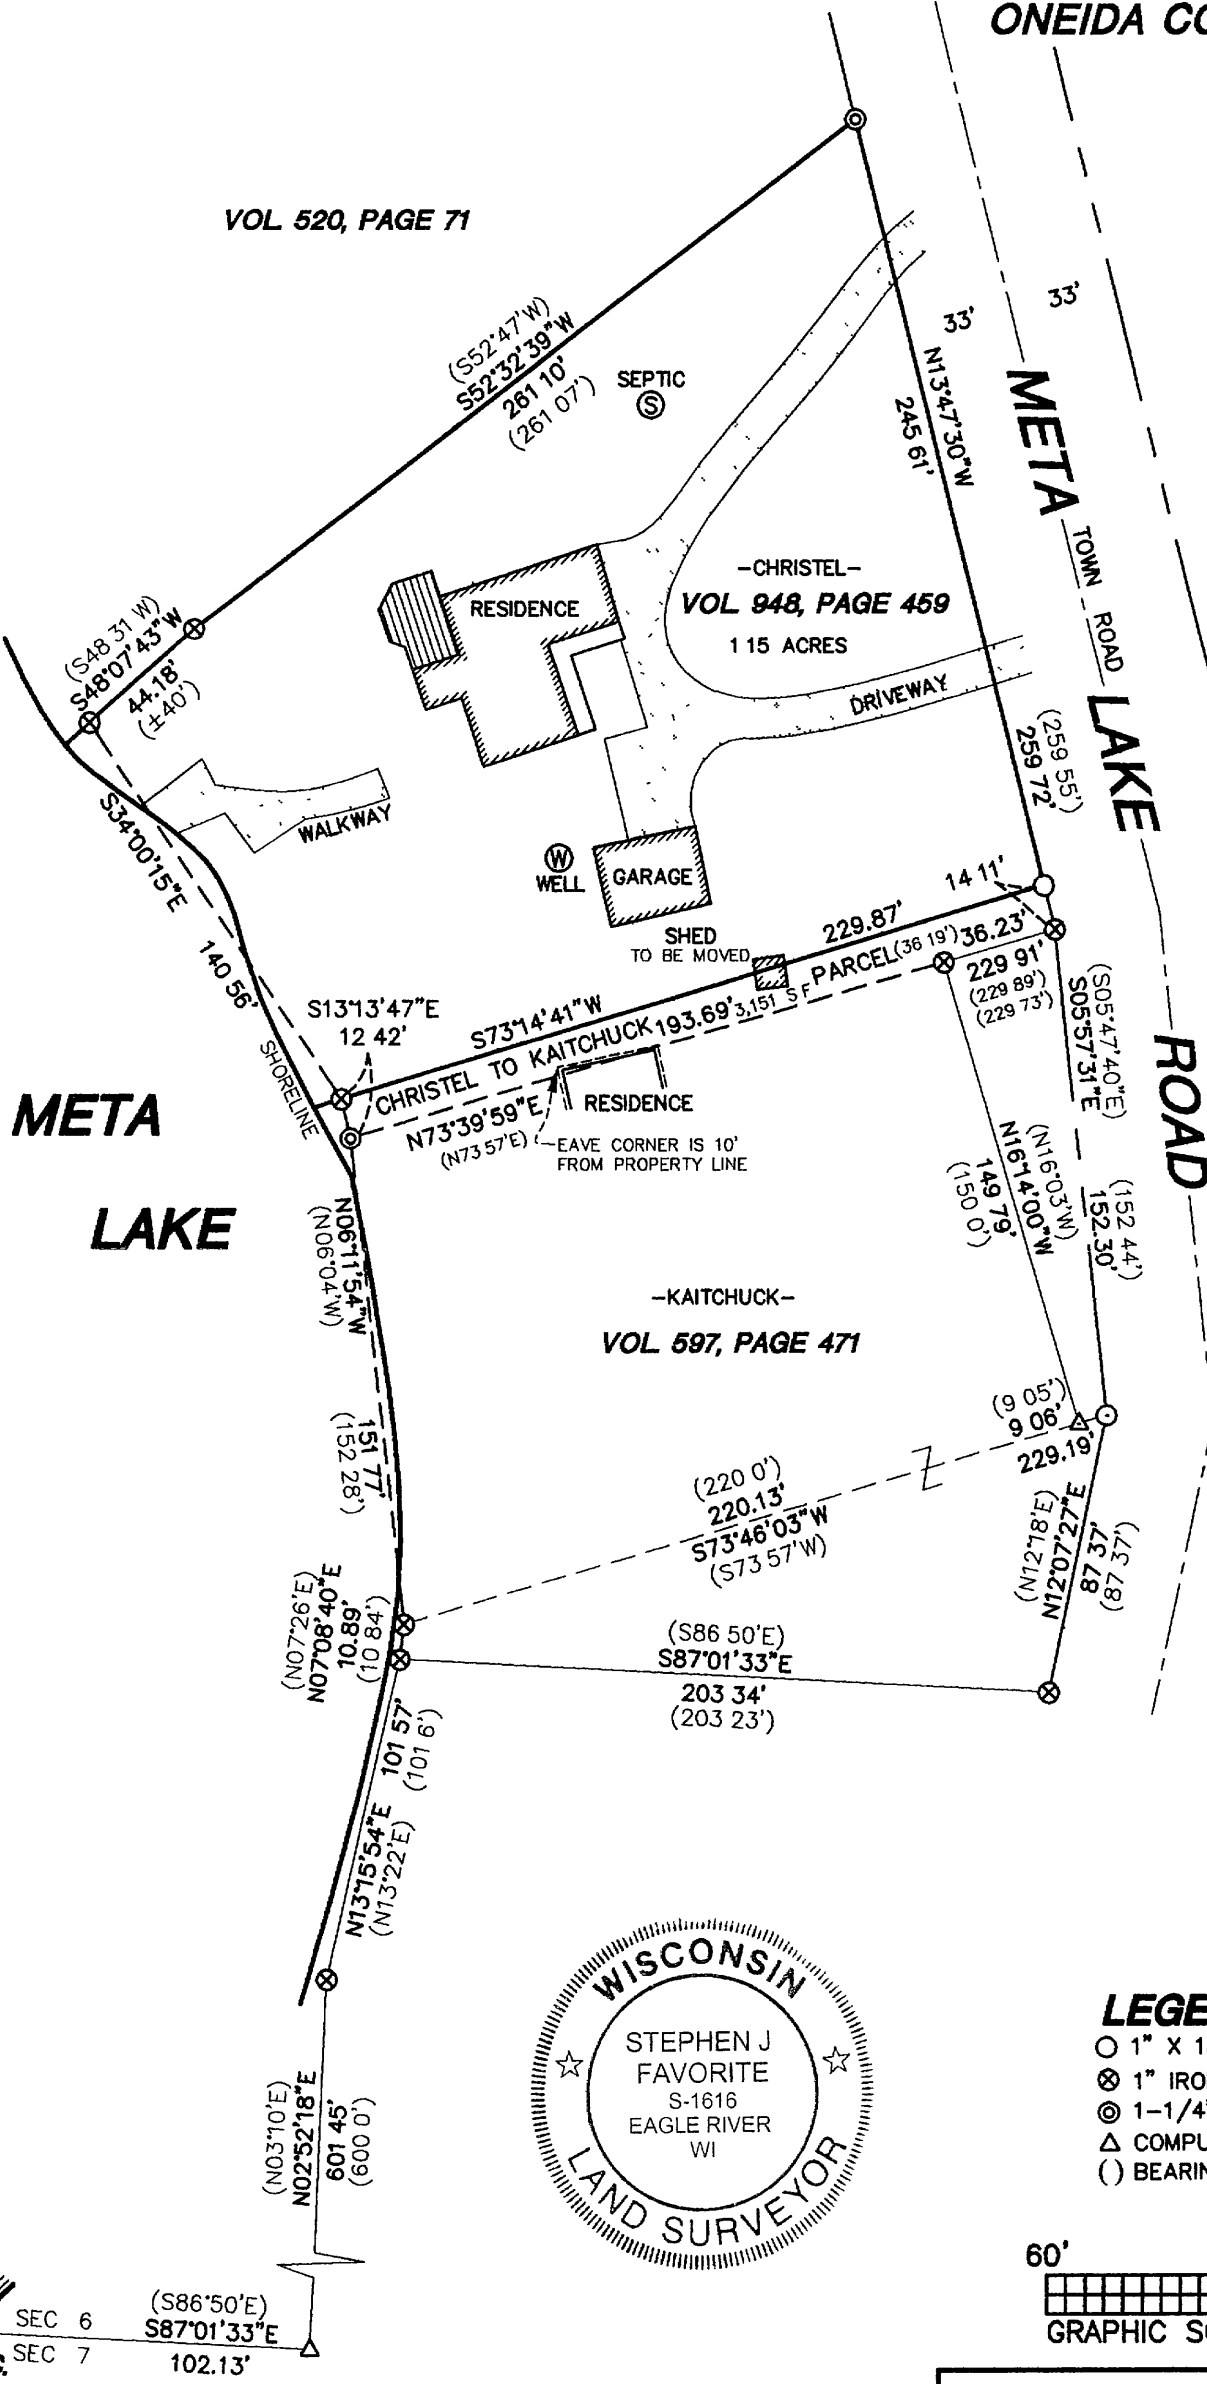 ONEIDA CO
VOL. 520, PAGE 71
(S52°47'W)
S52°32'39"W
261 10'
(261 07')
SEPTIC
S
33'
33'
N13°47'30"W
245 61'
META
TOWN ROAD
LAKE
ROAD
-CHRISTEL-
VOL. 948, PAGE 459
1 15 ACRES
RESIDENCE
DRIVEWAY
(S48 31 W)
S48°07'43"W
44.18'
(±40')
(259 55')
259 72'
WALKWAY
S34°00'15"E
140 56'
W
WELL
GARAGE
14 11'
SHED
TO BE MOVED
229.87'
PARCEL
(36 19')
36.23'
229 91'
(229 89')
(229 73')
S13°13'47"E
12 42'
S73°14'41"W
CHRISTEL TO KAITCHUCK
193.69'
3,151 S F
SHORELINE
N73°39'59"E
(N73 57'E)
RESIDENCE
EAVE CORNER IS 10'
FROM PROPERTY LINE
(S05°47'40"E)
S05°57'31"E
META
LAKE
N06°11'54"W
(N06°04'W)
(N16°03'W)
N16°14'00"W
149 79'
(150 0')
(152 44')
152.30'
-KAITCHUCK-
VOL. 597, PAGE 471
151 77'
(152 28')
(9 05')
9 06'
229.19'
(220 0')
220.13'
S73°46'03"W
(S73 57'W)
(N12°18'E)
N12°07'27"E
87 37'
(87 37')
(N07°26'E)
N07°08'40"E
10.89'
(10 84')
(S86 50'E)
S87°01'33"E
203 34'
(203 23')
101 57'
(101 6')
N13°15'54"E
(N13°22'E)
WISCONSIN
STEPHEN J
FAVORITE
S-1616
EAGLE RIVER
WI
LAND SURVEYOR
LEGE
1" X 1
1" IRO
1-1/4"
COMPU
( ) BEARIN
(N03°10'E)
N02°52'18"E
601 45'
(600 0')
60'
GRAPHIC S
SEC 6
SEC 7
(S86°50'E)
S87°01'33"E
102.13'